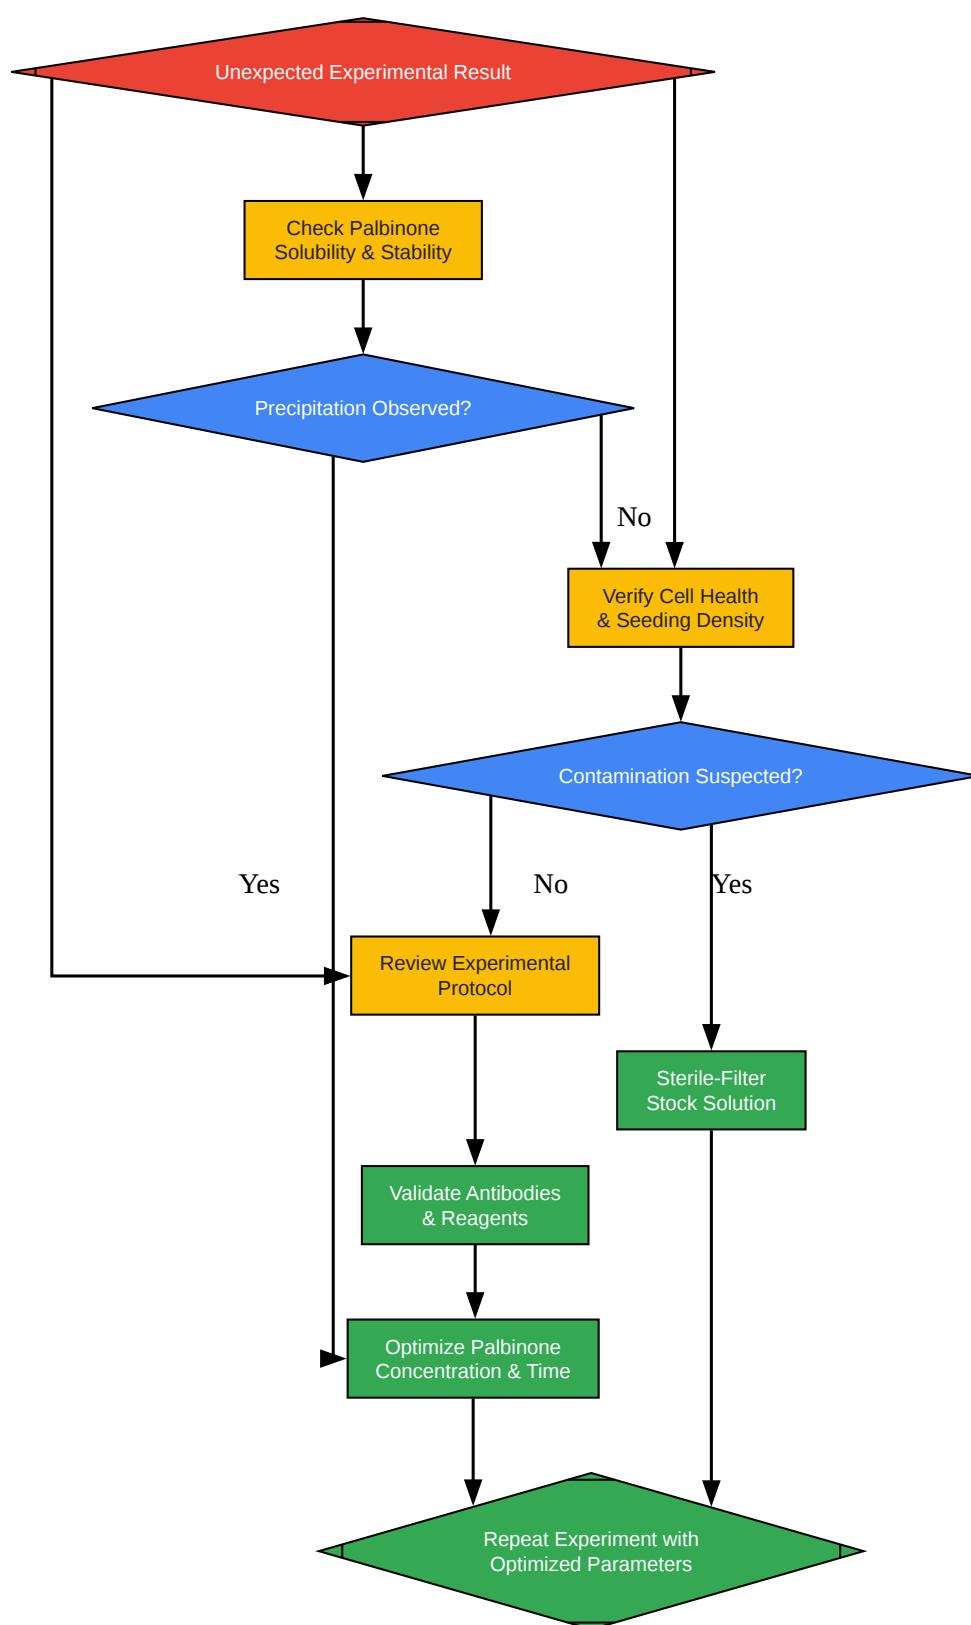 Unexpected Experimental Result
Check Palbinone
Solubility & Stability
Precipitation Observed?
No
Verify Cell Health
& Seeding Density
Contamination Suspected?
Yes
No
Yes
Review Experimental
Protocol
Sterile-Filter
Stock Solution
Validate Antibodies
& Reagents
Optimize Palbinone
Concentration & Time
Repeat Experiment with
Optimized Parameters